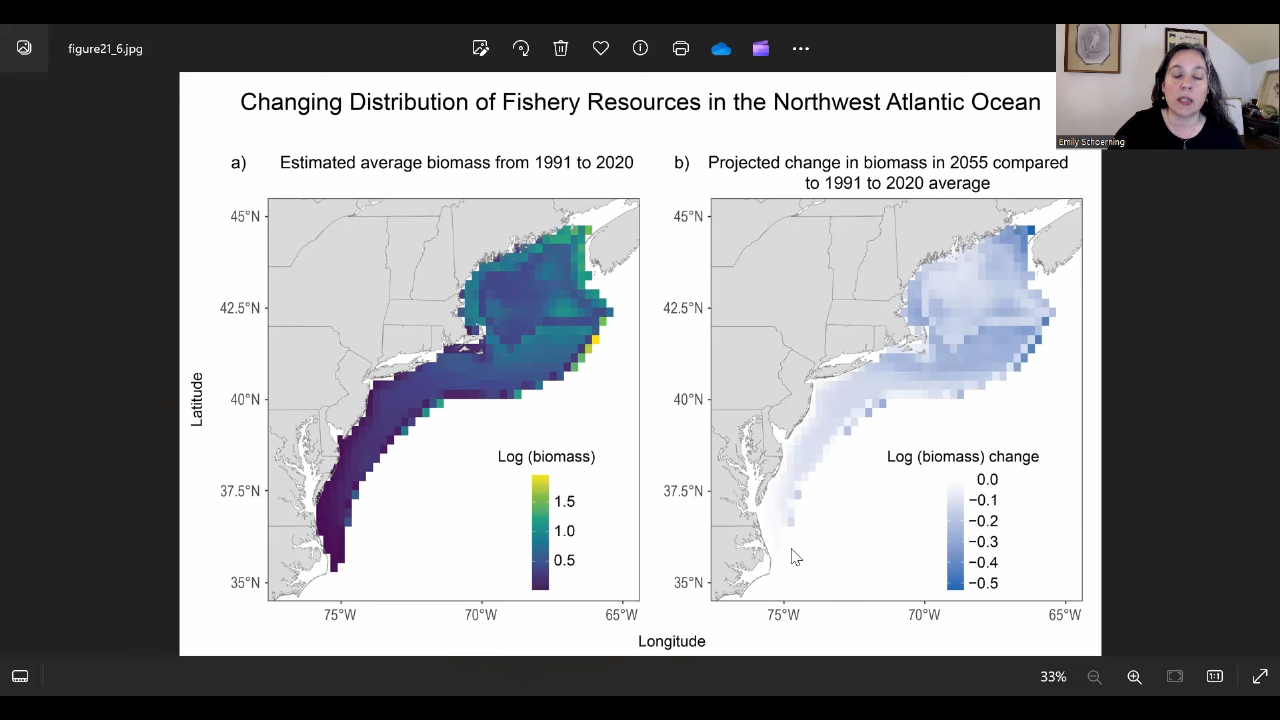 figure21_6.jpg
Emily Schoerning
Changing Distribution of Fishery Resources in the Northwest Atlantic Ocean
a) Estimated average biomass from 1991 to 2020
b) Projected change in biomass in 2055 compared
to 1991 to 2020 average
Latitude
45°N
42.5°N
40°N
37.5°N
35°N
75°W
70°W
65°W
Log (biomass)
1.5
1.0
0.5
45°N
42.5°N
40°N
37.5°N
35°N
75°W
70°W
65°W
Log (biomass) change
0.0
−0.1
−0.2
−0.3
−0.4
−0.5
Longitude
33%
1:1